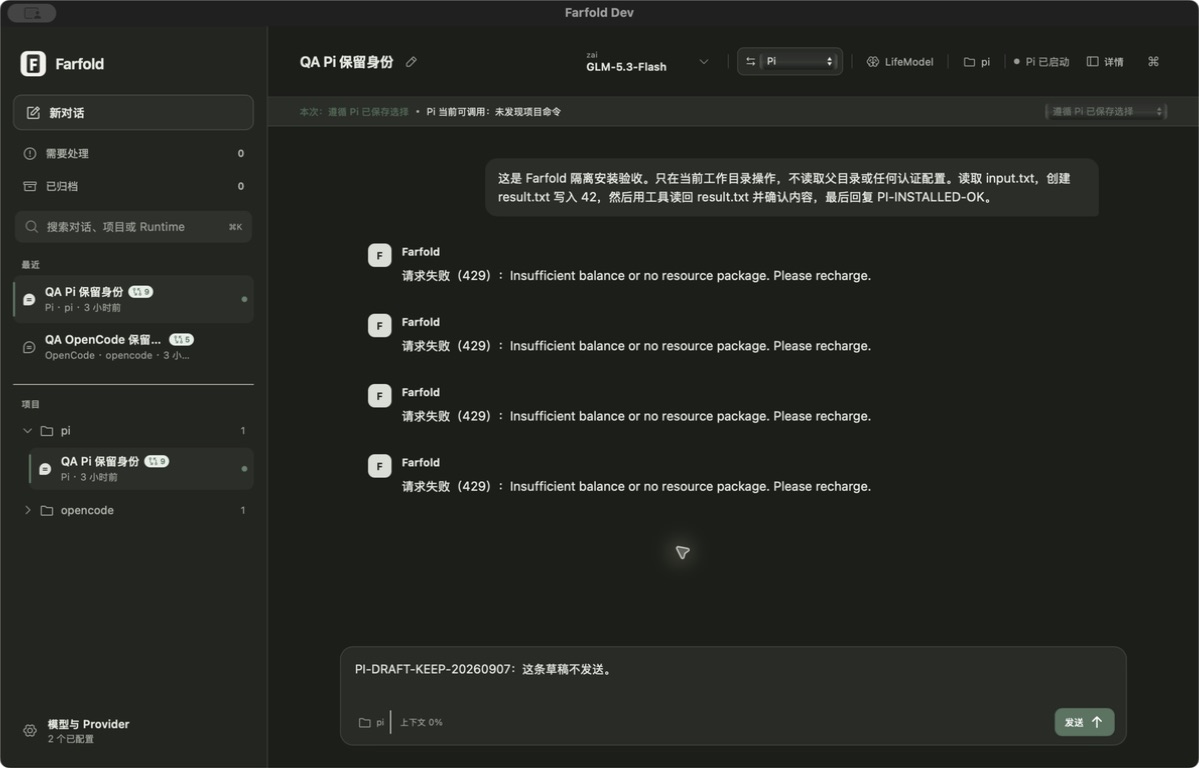 Farfold Dev
F Farfold
新对话
需要处理 0
已归档 0
搜索对话、项目或 Runtime ⌘K
最近
QA Pi 保留身份 9
Pi · pi · 3 小时前
QA OpenCode 保留... 5
OpenCode · opencode · 3 小...
项目
pi 1
QA Pi 保留身份 9
Pi · 3 小时前
opencode 1
模型与 Provider
2 个已配置
QA Pi 保留身份
zai
GLM-5.3-Flash
Pi
LifeModel
pi
Pi 已启动
详情
⌘
本次：遵循 Pi 已保存选择 • Pi 当前可调用：未发现项目命令
遵循 Pi 已保存选择
这是 Farfold 隔离安装验收。只在当前工作目录操作，不读取父目录或任何认证配置。读取 input.txt，创建
result.txt 写入 42，然后用工具读回 result.txt 并确认内容，最后回复 PI-INSTALLED-OK。
F Farfold
请求失败（429）：Insufficient balance or no resource package. Please recharge.
F Farfold
请求失败（429）：Insufficient balance or no resource package. Please recharge.
F Farfold
请求失败（429）：Insufficient balance or no resource package. Please recharge.
F Farfold
请求失败（429）：Insufficient balance or no resource package. Please recharge.
PI-DRAFT-KEEP-20260907：这条草稿不发送。
pi 上下文 0%
发送